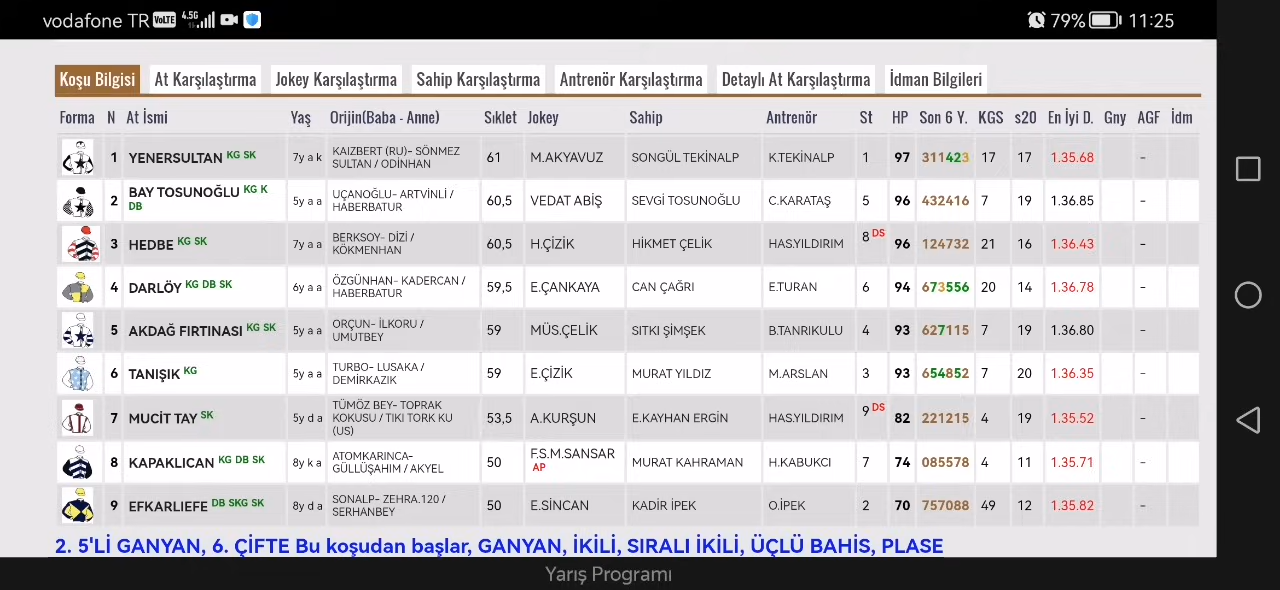 vodafone TR VoLTE 4.5G 79% 11:25
Koşu Bilgisi At Karşılaştırma Jokey Karşılaştırma Sahip Karşılaştırma Antrenör Karşılaştırma Detaylı At Karşılaştırma İdman Bilgileri
Forma N At İsmi Yaş Orijin(Baba - Anne) Sıklet Jokey Sahip Antrenör St HP Son 6 Y. KGS s20 En İyi D. Gny AGF İdm
1 YENERSULTAN KG SK 7y a k KAIZBERT (RU)- SÖNMEZ SULTAN / ODİNHAN 61 M.AKYAVUZ SONGÜL TEKİNALP K.TEKİNALP 1 97 311423 17 17 1.35.68 -
2 BAY TOSUNOĞLU KG K DB 5y a a UÇANOĞLU- ARTVİNLİ / HABERBATUR 60,5 VEDAT ABİŞ SEVGİ TOSUNOĞLU C.KARATAŞ 5 96 432416 7 19 1.36.85 -
3 HEDBE KG SK 7y a a BERKSOY- DİZİ / KÖKMENHAN 60,5 H.ÇİZİK HİKMET ÇELİK HAS.YILDIRIM 8 DS 96 124732 21 16 1.36.43 -
4 DARLÖY KG DB SK 6y a a ÖZGÜNHAN- KADERCAN / HABERBATUR 59,5 E.ÇANKAYA CAN ÇAĞRI E.TURAN 6 94 673556 20 14 1.36.78 -
5 AKDAĞ FIRTINASI KG SK 5y a a ORÇUN- İLKORU / UMUTBEY 59 MÜS.ÇELİK SITKI ŞİMŞEK B.TANRIKULU 4 93 627115 7 19 1.36.80 -
6 TANIŞIK KG 5y a a TURBO- LUSAKA / DEMİRKAZIK 59 E.ÇİZİK MURAT YILDIZ M.ARSLAN 3 93 654852 7 20 1.36.35 -
7 MUCİT TAY SK 5y d a TÜMÖZ BEY- TOPRAK KOKUSU / TIKI TORK KU (US) 53,5 A.KURŞUN E.KAYHAN ERGİN HAS.YILDIRIM 9 DS 82 221215 4 19 1.35.52 -
8 KAPAKLICAN KG DB SK 8y k a ATOMKARINCA- GÜLLÜŞAHIM / AKYEL 50 F.S.M.SANSAR AP MURAT KAHRAMAN H.KABUKCI 7 74 085578 4 11 1.35.71 -
9 EFKARLIEFE DB SKG SK 8y d a SONALP- ZEHRA.120 / SERHANBEY 50 E.SİNCAN KADİR İPEK O.İPEK 2 70 757088 49 12 1.35.82 -
2. 5'Lİ GANYAN, 6. ÇİFTE Bu koşudan başlar, GANYAN, İKİLİ, SIRALI İKİLİ, ÜÇLÜ BAHİS, PLASE
Yarış Programı